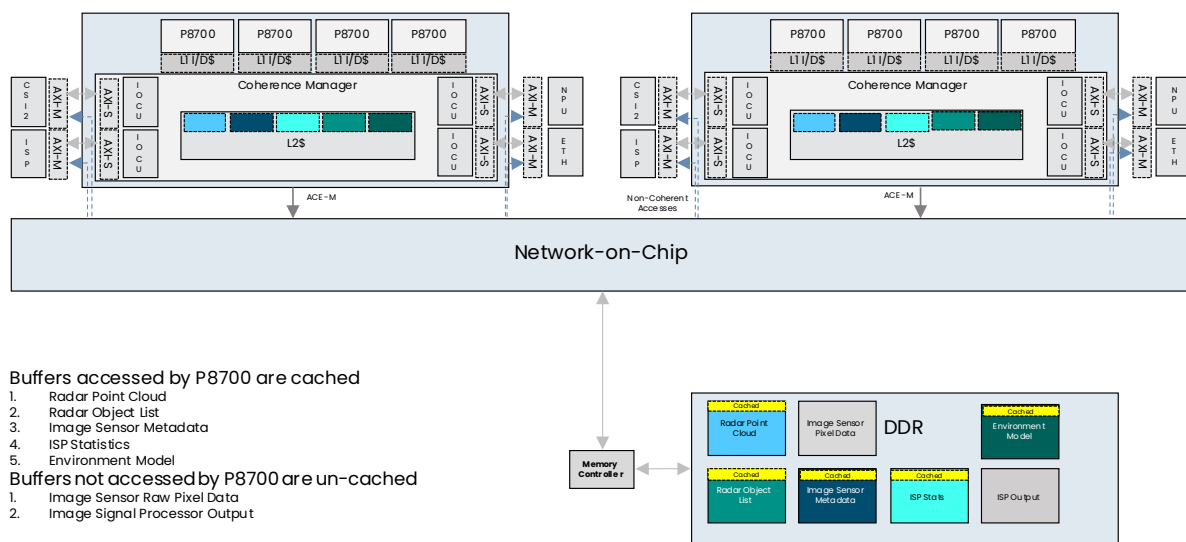 P8700 P8700 P8700 P8700
L1 I/D$ L1 I/D$ L1 I/D$ L1 I/D$
Coherence Manager
CSI2
AXI-M
AXI-S
IOCU
IOCU
AXI-S
AXI-M
NPU
ISP
AXI-M
AXI-S
IOCU
IOCU
AXI-S
AXI-M
ETH
L2$
ACE-M
P8700 P8700 P8700 P8700
L1 I/D$ L1 I/D$ L1 I/D$ L1 I/D$
Coherence Manager
CSI2
AXI-M
AXI-S
IOCU
IOCU
AXI-S
AXI-M
NPU
ISP
AXI-M
AXI-S
IOCU
IOCU
AXI-S
AXI-M
ETH
L2$
Non-Coherent
Accesses
ACE-M
Network-on-Chip
Buffers accessed by P8700 are cached
1. Radar Point Cloud
2. Radar Object List
3. Image Sensor Metadata
4. ISP Statistics
5. Environment Model
Buffers not accessed by P8700 are un-cached
1. Image Sensor Raw Pixel Data
2. Image Signal Processor Output
Memory
Controller
Cached
Radar Point
Cloud
Image Sensor
Pixel Data
DDR
Cached
Environment
Model
Cached
Radar Object
List
Cached
Image Sensor
Metadata
Cached
ISP Stats
ISP Output